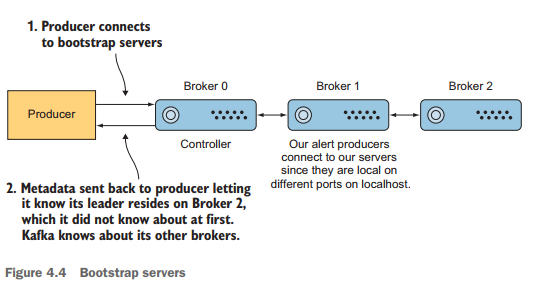 1. Producer connects
to bootstrap servers
Broker 0
Broker 1
Broker 2
Producer
Controller
Our alert producers
connect to our servers
since they are local on
different ports on localhost.
2. Metadata sent back to producer letting
it know its leader resides on Broker 2,
which it did not know about at first.
Kafka knows about its other brokers.
Figure 4.4 Bootstrap servers